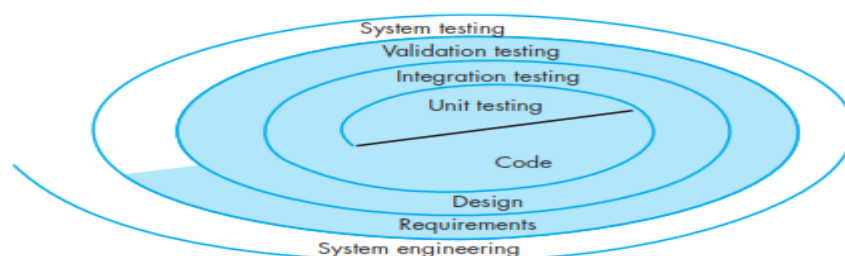 System testing
Validation testing
Integration testing
Unit testing
Code
Design
Requirements
System engineering